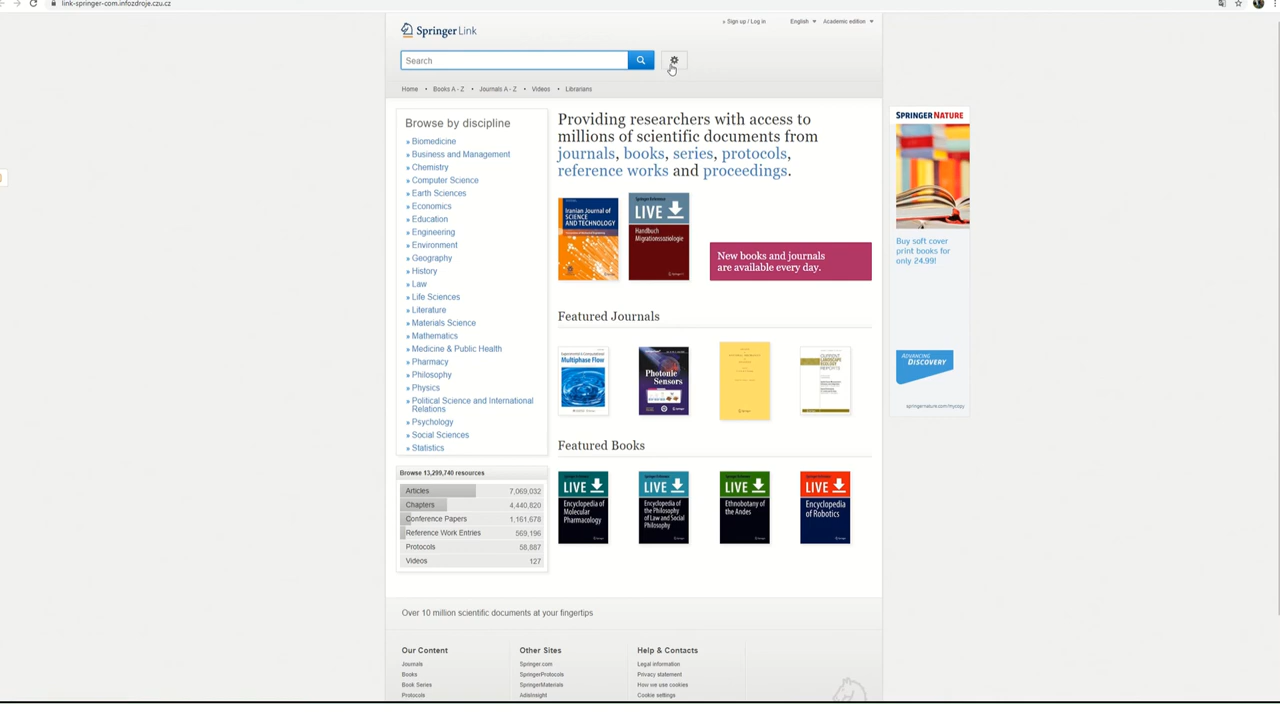 link-springer-com.infozdroje.czu.cz
Springer Link
» Sign up / Log in
English
Academic edition
Search
Home • Books A - Z • Journals A - Z • Videos • Librarians
Browse by discipline
» Biomedicine
» Business and Management
» Chemistry
» Computer Science
» Earth Sciences
» Economics
» Education
» Engineering
» Environment
» Geography
» History
» Law
» Life Sciences
» Literature
» Materials Science
» Mathematics
» Medicine & Public Health
» Pharmacy
» Philosophy
» Physics
» Political Science and International
Relations
» Psychology
» Social Sciences
» Statistics
Browse 13,299,740 resources
Articles 7,069,032
Chapters 4,440,820
Conference Papers 1,161,678
Reference Work Entries 569,196
Protocols 58,887
Videos 127
Providing researchers with access to
millions of scientific documents from
journals, books, series, protocols,
reference works and proceedings.
Iranian Journal of
SCIENCE
AND TECHNOLOGY
LIVE
Handbuch
Migrationssoziologie
New books and journals
are available every day.
Featured Journals
Multiphase Flow
Photonic
Sensors
CURRENT
LANDSCAPE
ECOLOGY
REPORTS
Featured Books
LIVE
Encyclopedia of
Molecular
Pharmacology
LIVE
Encyclopedia of
the Philosophy
of Law and Social
Philosophy
LIVE
Ethnobotany of
the Andes
LIVE
Encyclopedia
of Robotics
SPRINGER NATURE
Buy soft cover
print books for
only 24.99!
ADVANCING
DISCOVERY
springernature.com/mycopy
Over 10 million scientific documents at your fingertips
Our Content
Journals
Books
Book Series
Protocols
Other Sites
Springer.com
SpringerProtocols
SpringerMaterials
AdisInsight
Help & Contacts
Legal information
Privacy statement
How we use cookies
Cookie settings